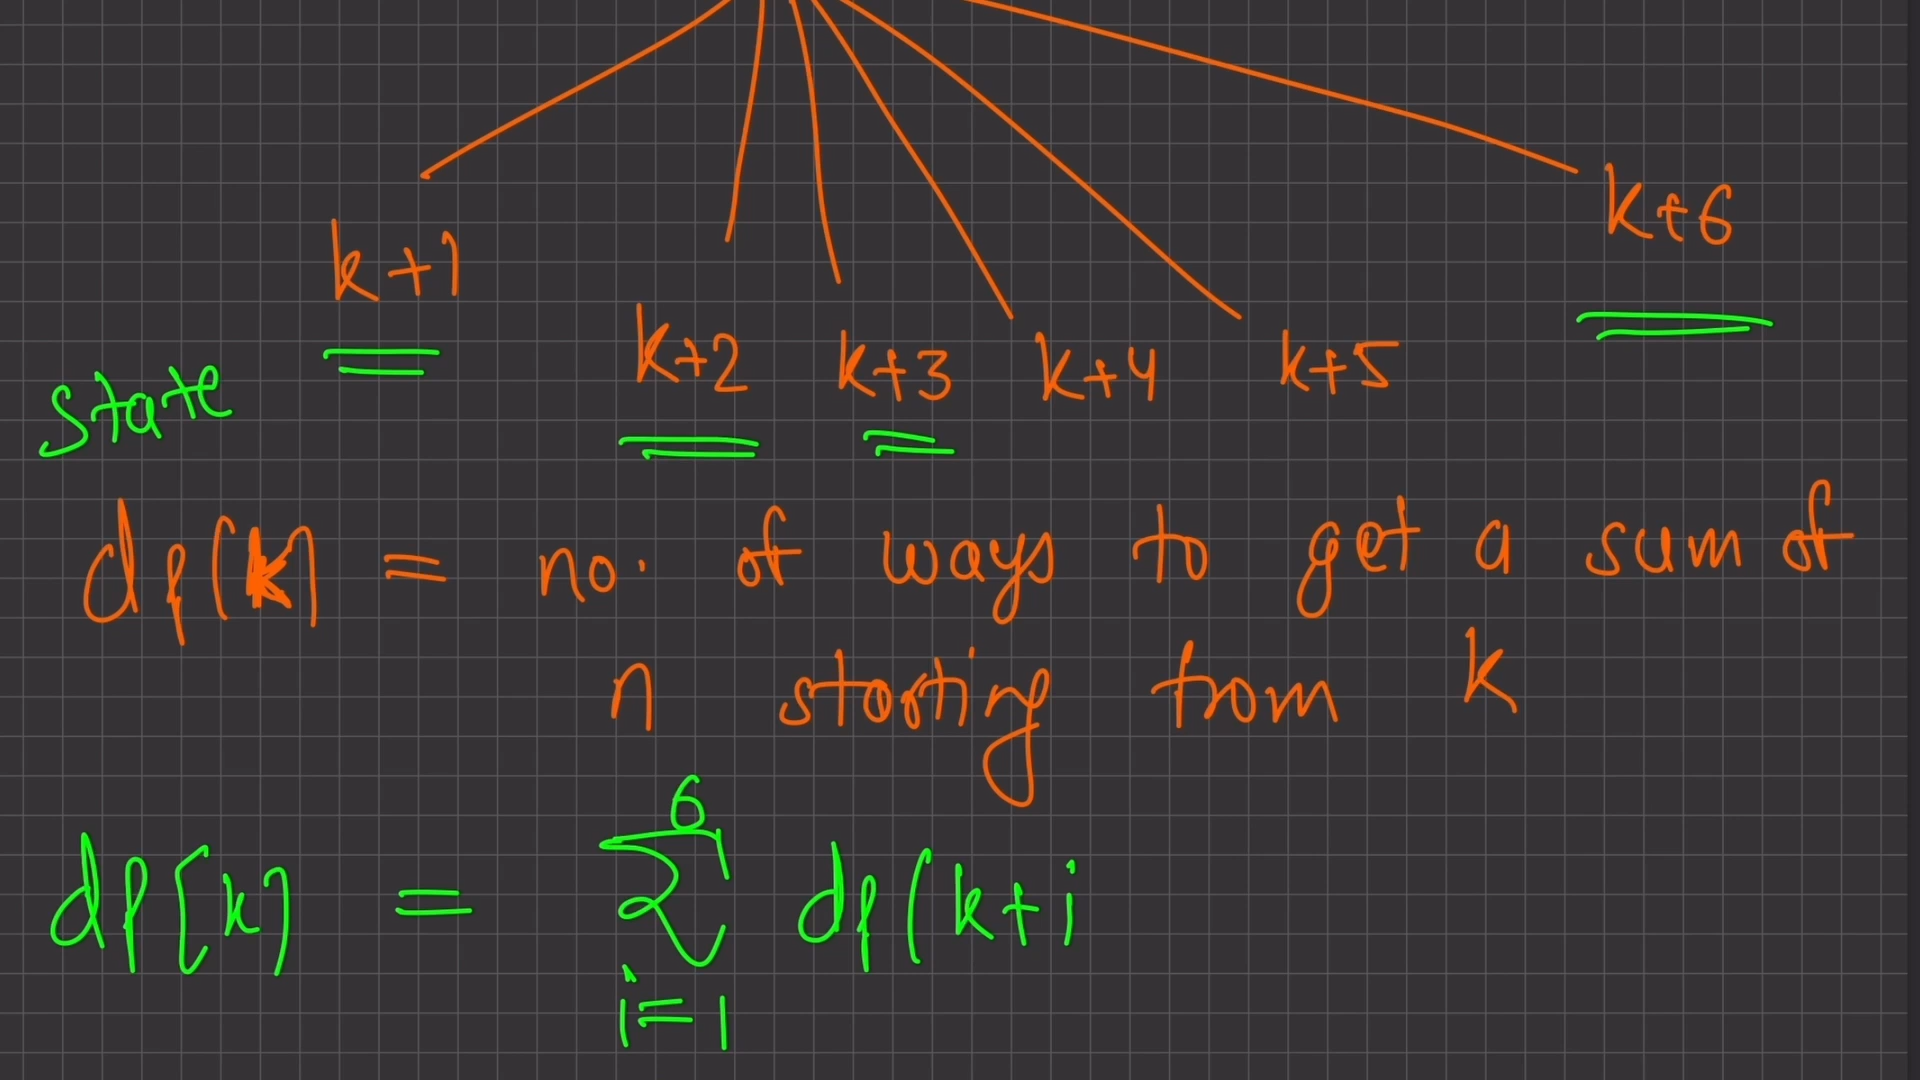 k+1 k+2 k+3 k+4 k+5 k+6
state
dp[k] = no. of ways to get a sum of
n starting from k
6
dp[k] = Σ dp[k+i
i=1